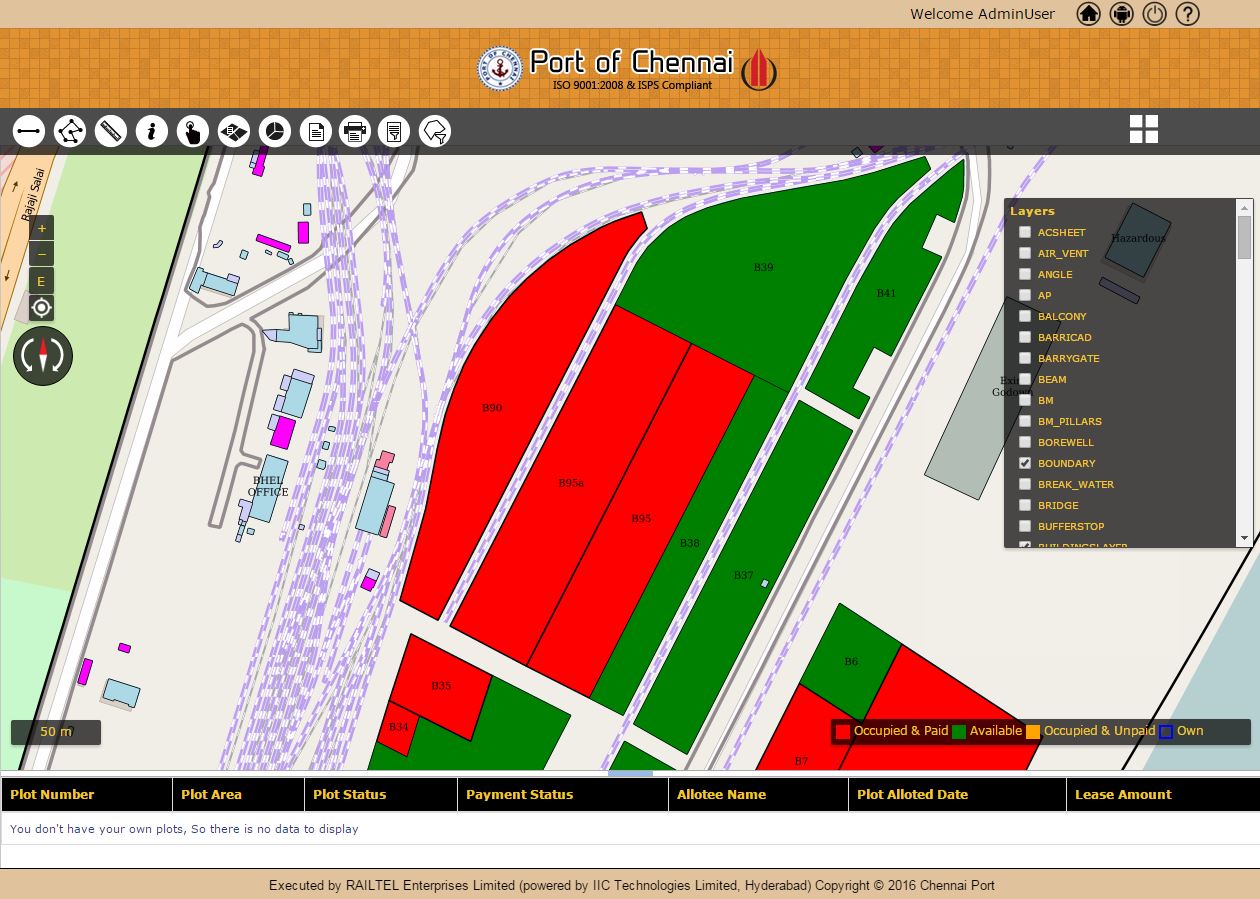 Welcome AdminUser
PORT OF CHENNAI
Port of Chennai
ISO 9001:2008 & ISPS Compliant
Rajaji Salai
+
−
E
BHEL
OFFICE
B90
B39
B41
B95a
B95
B38
B37
B35
B34
B6
B7
Hazardous
Layers
ACSHEET
AIR_VENT
ANGLE
AP
BALCONY
BARRICAD
BARRYGATE
BEAM
BM
BM_PILLARS
BOREWELL
BOUNDARY
BREAK_WATER
BRIDGE
BUFFERSTOP
BUILDINGSLAYER
50 m
Occupied & Paid
Available
Occupied & Unpaid
Own
Plot Number Plot Area Plot Status Payment Status Allotee Name Plot Alloted Date Lease Amount
You don't have your own plots, So there is no data to display
Executed by RAILTEL Enterprises Limited (powered by IIC Technologies Limited, Hyderabad) Copyright © 2016 Chennai Port